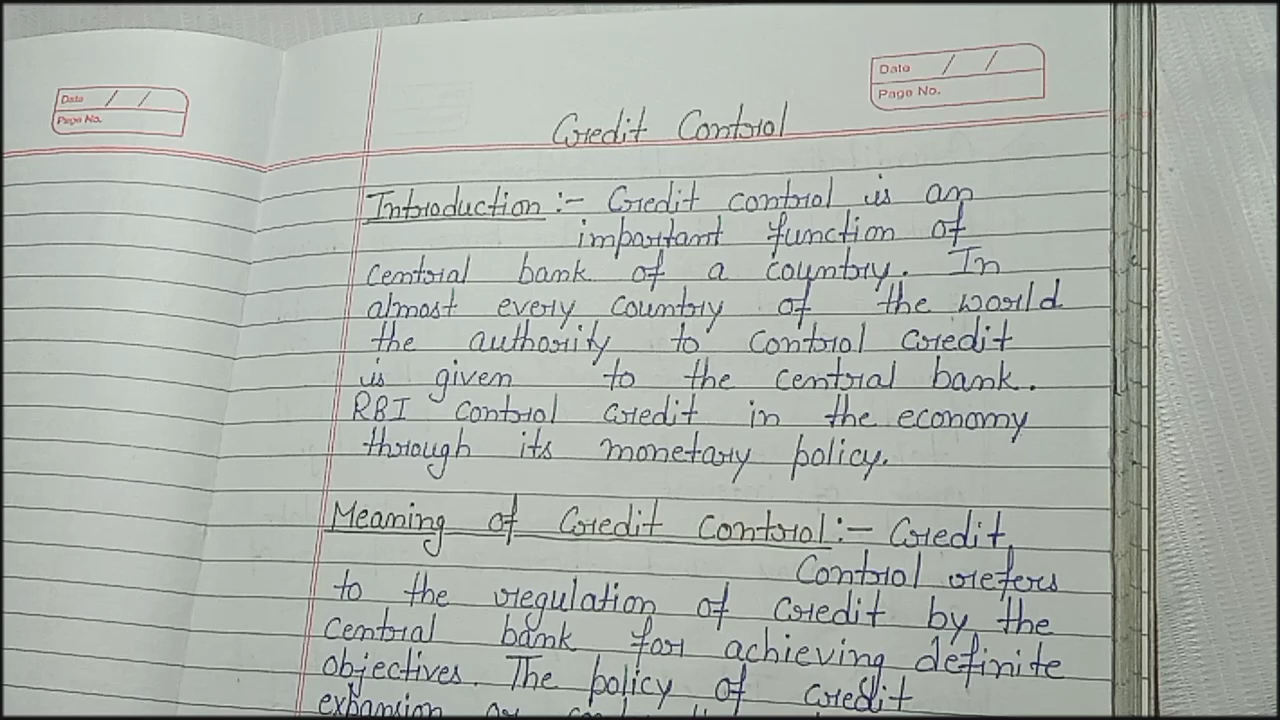 Date / /
Page No.
Date / /
Page No.
Credit Control
Introduction :- Credit control is an
important function of
central bank of a country. In
almost every country of the world
the authority to control credit
is given to the central bank.
RBI control credit in the economy
through its monetary policy.
Meaning of Credit Control :- Credit
Control refers
to the regulation of credit by the
central bank for achieving definite
objectives. The policy of credit
expansion or